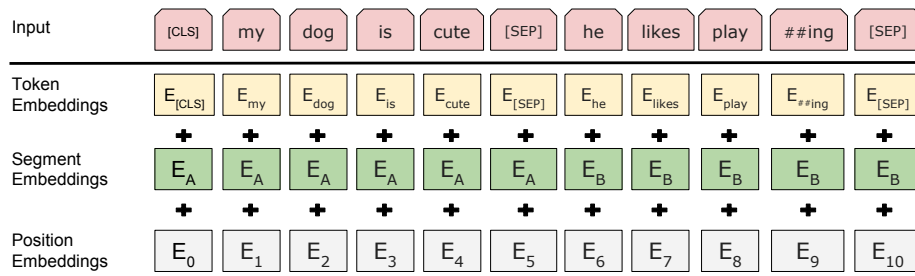 Input [CLS] my dog is cute [SEP] he likes play ##ing [SEP]
Token Embeddings E[CLS] Emy Edog Eis Ecute E[SEP] Ehe Elikes Eplay E##ing E[SEP]
+ + + + + + + + + + +
Segment Embeddings EA EA EA EA EA EA EB EB EB EB EB
+ + + + + + + + + + +
Position Embeddings E0 E1 E2 E3 E4 E5 E6 E7 E8 E9 E10